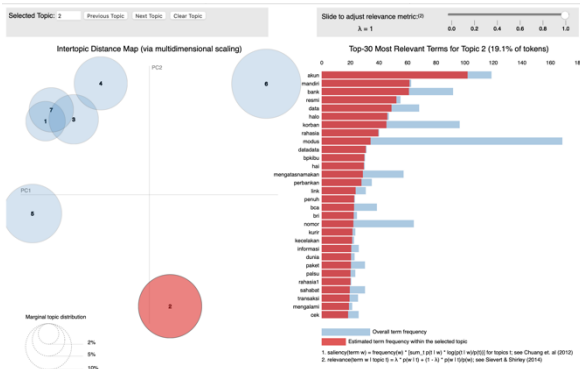 Selected Topic: 2 Previous Topic Next Topic Clear Topic
Slide to adjust relevance metric:(2)
λ = 1
0.0 0.2 0.4 0.6 0.8 1.0
Intertopic Distance Map (via multidimensional scaling)
PC2
PC1
4
6
7
1
3
5
2
Marginal topic distribution
2%
5%
10%
Top-30 Most Relevant Terms for Topic 2 (19.1% of tokens)
0 20 40 60 80 100 120 140 160
akun
mandiri
bank
resmi
data
halo
korban
rahasia
modus
datadata
bpkibu
hai
mengatasnamakan
perbankan
link
penuh
bca
bri
nomor
kurir
kecelakan
informasi
dunia
paket
palsu
rahasia1
sahabat
transaksi
mengalami
cek
Overall term frequency
Estimated term frequency within the selected topic
1. saliency(term w) = frequency(w) * [sum_t p(t | w) * log(p(t | w)/p(t))] for topics t; see Chuang et. al (2012)
2. relevance(term w | topic t) = λ * p(w | t) + (1 - λ) * p(w | t)/p(w); see Sievert & Shirley (2014)